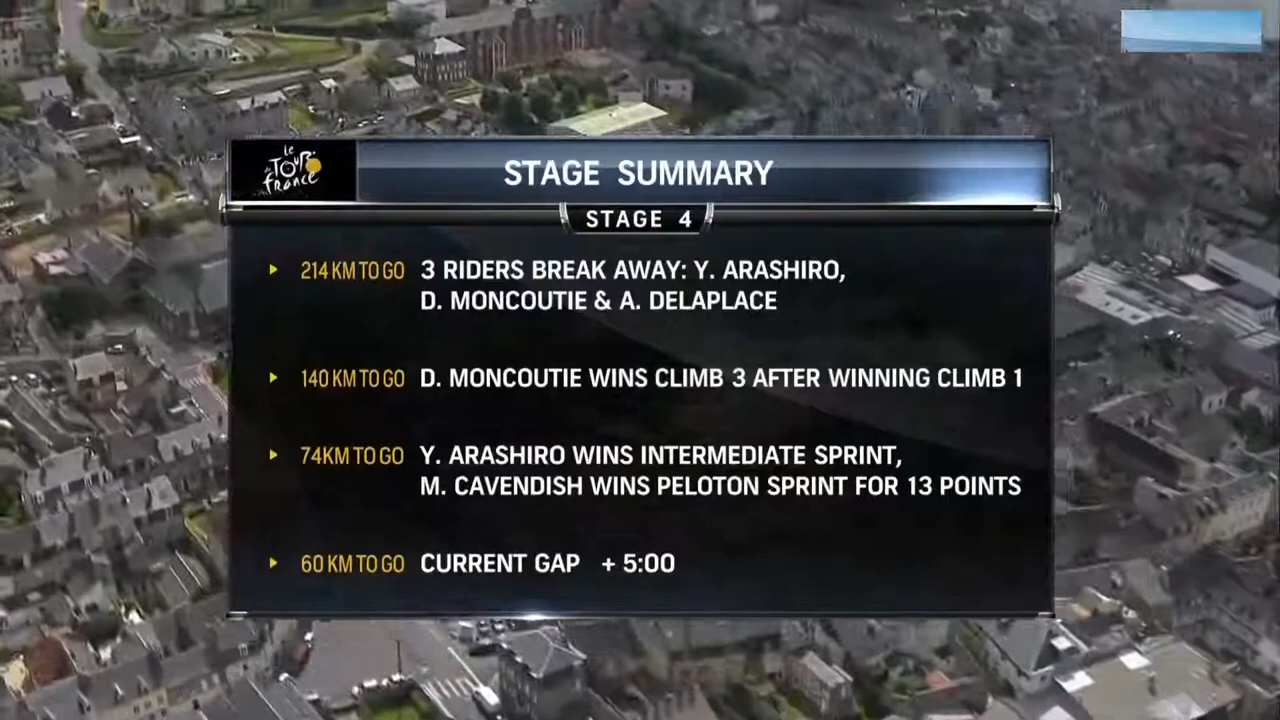 le
TOUR
de
france
STAGE SUMMARY
STAGE 4
214 KM TO GO 3 RIDERS BREAK AWAY: Y. ARASHIRO,
D. MONCOUTIE & A. DELAPLACE
140 KM TO GO D. MONCOUTIE WINS CLIMB 3 AFTER WINNING CLIMB 1
74KM TO GO Y. ARASHIRO WINS INTERMEDIATE SPRINT,
M. CAVENDISH WINS PELOTON SPRINT FOR 13 POINTS
60 KM TO GO CURRENT GAP + 5:00